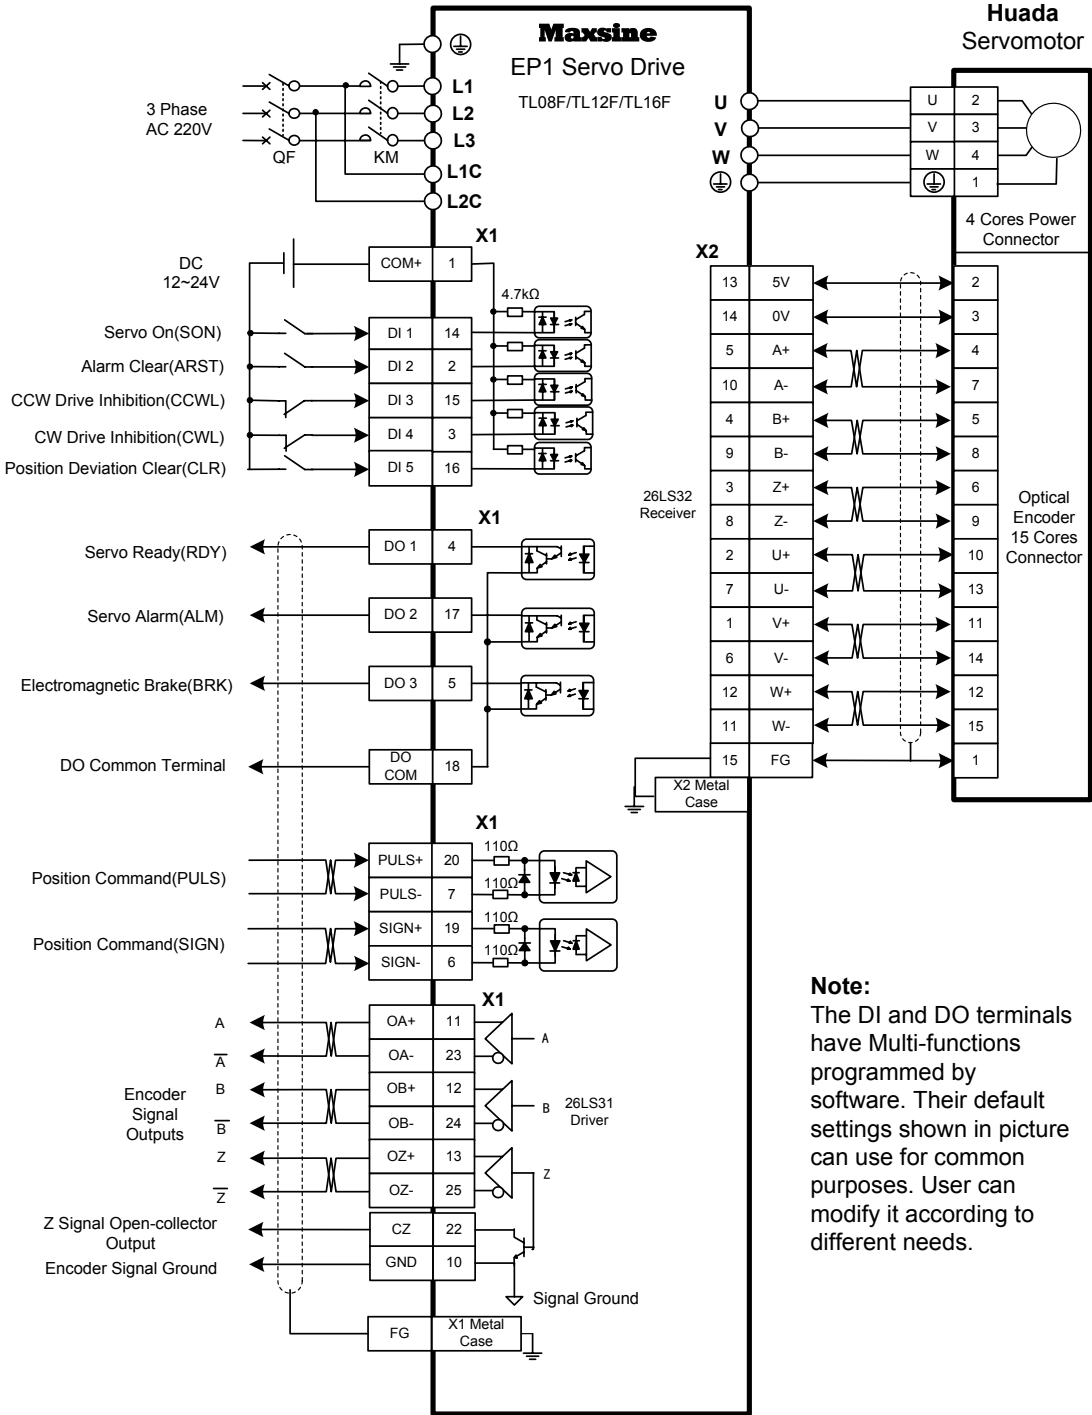 Maxsine
EP1 Servo Drive
TL08F/TL12F/TL16F
Huada
Servomotor
3 Phase
AC 220V
QF
KM
L1
L2
L3
L1C
L2C
U
V
W
U 2
V 3
W 4
1
4 Cores Power
Connector
X1
DC
12~24V
COM+ 1
4.7kΩ
Servo On(SON) DI 1 14
Alarm Clear(ARST) DI 2 2
CCW Drive Inhibition(CCWL) DI 3 15
CW Drive Inhibition(CWL) DI 4 3
Position Deviation Clear(CLR) DI 5 16
X1
Servo Ready(RDY) DO 1 4
Servo Alarm(ALM) DO 2 17
Electromagnetic Brake(BRK) DO 3 5
DO Common Terminal DO
COM 18
X2
13 5V 2
14 0V 3
5 A+ 4
10 A- 7
4 B+ 5
9 B- 8
3 Z+ 6
8 Z- 9
2 U+ 10
7 U- 13
1 V+ 11
6 V- 14
12 W+ 12
11 W- 15
15 FG 1
26LS32
Receiver
Optical
Encoder
15 Cores
Connector
X2 Metal
Case
X1
Position Command(PULS)
PULS+ 20 110Ω
PULS- 7 110Ω
Position Command(SIGN)
SIGN+ 19 110Ω
SIGN- 6 110Ω
X1
Encoder
Signal
Outputs
A OA+ 11
A̅ OA- 23
A
B OB+ 12
B̅ OB- 24
B
Z OZ+ 13
Z̅ OZ- 25
Z
26LS31
Driver
Z Signal Open-collector
Output
CZ 22
Encoder Signal Ground GND 10
Signal Ground
FG X1 Metal
Case
Note:
The DI and DO terminals
have Multi-functions
programmed by
software. Their default
settings shown in picture
can use for common
purposes. User can
modify it according to
different needs.